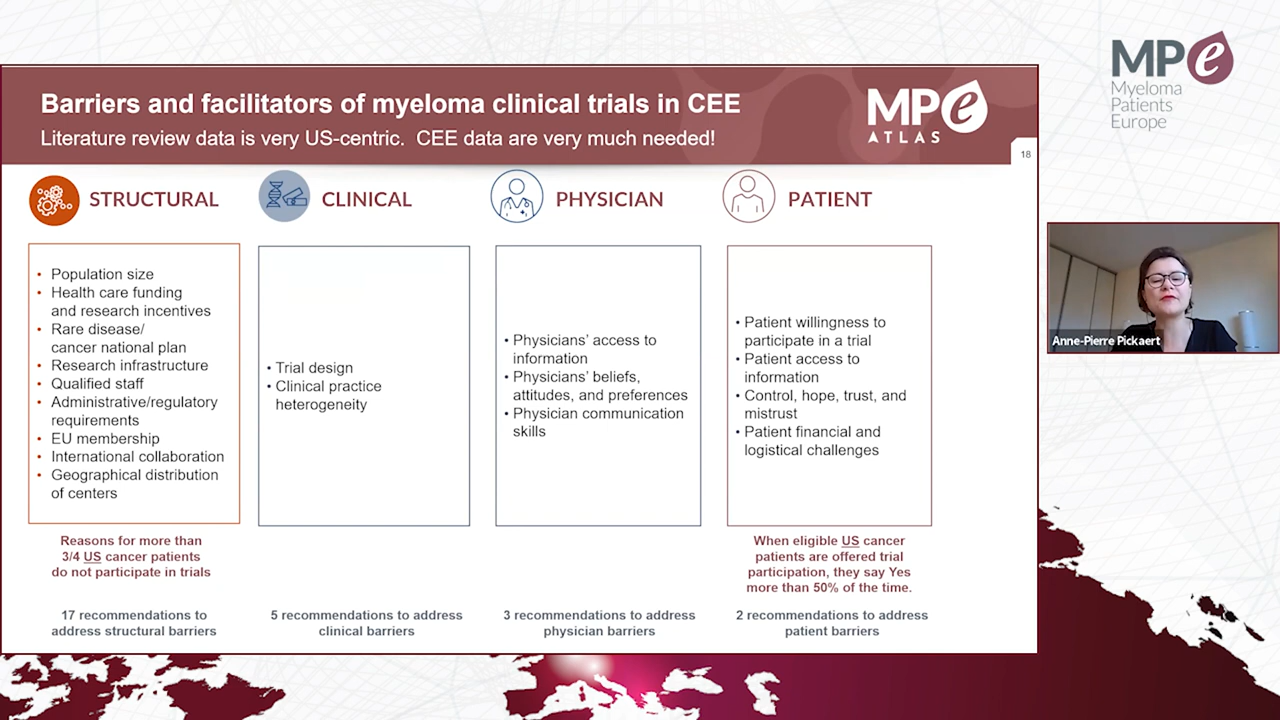 Barriers and facilitators of myeloma clinical trials in CEE
Literature review data is very US-centric. CEE data are very much needed!
MPe
ATLAS
18
MPe
Myeloma
Patients
Europe
STRUCTURAL
• Population size
• Health care funding
and research incentives
• Rare disease/
cancer national plan
• Research infrastructure
• Qualified staff
• Administrative/regulatory
requirements
• EU membership
• International collaboration
• Geographical distribution
of centers
Reasons for more than
3/4 US cancer patients
do not participate in trials
17 recommendations to
address structural barriers
CLINICAL
• Trial design
• Clinical practice
heterogeneity
5 recommendations to address
clinical barriers
PHYSICIAN
• Physicians’ access to
information
• Physicians’ beliefs,
attitudes, and preferences
• Physician communication
skills
3 recommendations to address
physician barriers
PATIENT
• Patient willingness to
participate in a trial
• Patient access to
information
• Control, hope, trust, and
mistrust
• Patient financial and
logistical challenges
When eligible US cancer
patients are offered trial
participation, they say Yes
more than 50% of the time.
2 recommendations to address
patient barriers
Anne-Pierre Pickaert